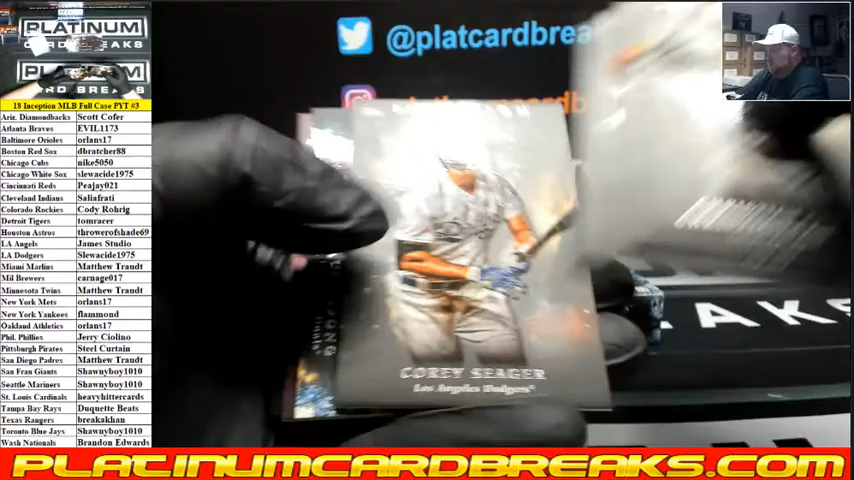 PLATINUM
CARD BREAKS
PLATINUM
@platcardbrea
18 Inception MLB Full Case PYT #3
Ariz. Diamondbacks Scott Cofer
Atlanta Braves EVIL1173
Baltimore Orioles orlans17
Boston Red Sox dbratcher88
Chicago Cubs nike5050
Chicago White Sox slewacide1975
Cincinnati Reds Peajay021
Cleveland Indians Saliafrati
Colorado Rockies Cody Rohrig
Detroit Tigers tomracer
Houston Astros throwerofshade69
LA Angels James Studio
LA Dodgers Slewacide1975
Miami Marlins Matthew Traudt
Mil Brewers carnage017
Minnesota Twins Matthew Traudt
New York Mets orlans17
New York Yankees flammond
Oakland Athletics orlans17
Phil. Phillies Jerry Ciolino
Pittsburgh Pirates Steel Curtain
San Diego Padres Matthew Traudt
San Fran Giants Shawnyboy1010
Seattle Mariners Shawnyboy1010
St. Louis Cardinals heavyhittercards
Tampa Bay Rays Duquette Beats
Texas Rangers breakakhan
Toronto Blue Jays Shawnyboy1010
Wash Nationals Brandon Edwards
COREY SEAGER
Los Angeles Dodgers
EAKS
PLATINUMCARDBREAKS.COM